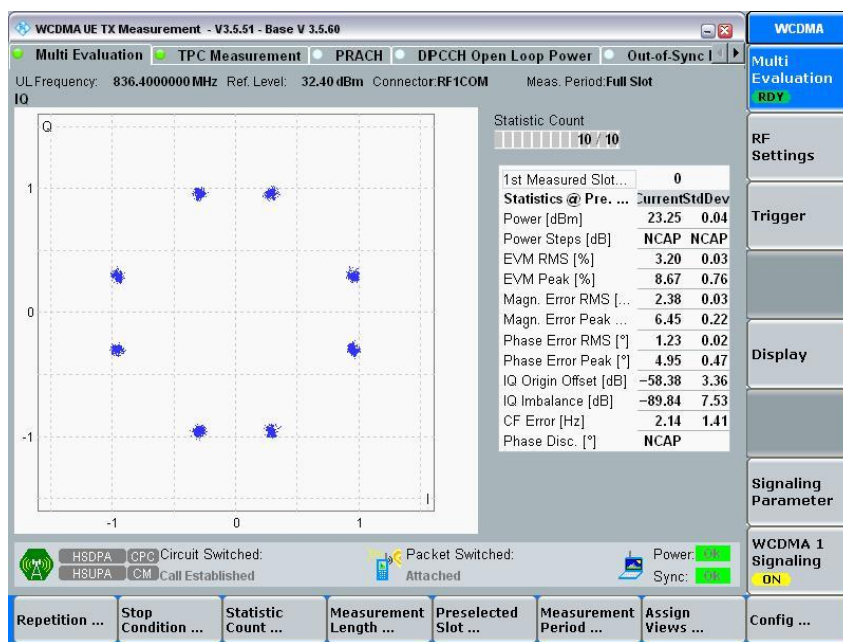 WCDMA UE TX Measurement - V3.5.51 - Base V 3.5.60
WCDMA
Multi Evaluation TPC Measurement PRACH DPCCH Open Loop Power Out-of-Sync
UL Frequency: 836.4000000 MHz Ref. Level: 32.40 dBm Connector: RF1COM Meas. Period: Full Slot
IQ
Q
1
0
-1
-1 0 1
I
Statistic Count
10 / 10
1st Measured Slot... 0
Statistics @ Pre. ... Current StdDev
Power [dBm] 23.25 0.04
Power Steps [dB] NCAP NCAP
EVM RMS [%] 3.20 0.03
EVM Peak [%] 8.67 0.76
Magn. Error RMS [... 2.38 0.03
Magn. Error Peak ... 6.45 0.22
Phase Error RMS [°] 1.23 0.02
Phase Error Peak [°] 4.95 0.47
IQ Origin Offset [dB] −58.38 3.36
IQ Imbalance [dB] −89.84 7.53
CF Error [Hz] 2.14 1.41
Phase Disc. [°] NCAP
Multi
Evaluation
RDY
RF
Settings
Trigger
Display
Signaling
Parameter
WCDMA 1
Signaling
ON
HSDPA CPC Circuit Switched: Packet Switched: Power: OK
HSUPA CM Call Established Attached Sync: OK
Repetition ...
Stop
Condition ...
Statistic
Count ...
Measurement
Length ...
Preselected
Slot ...
Measurement
Period ...
Assign
Views ...
Config ...